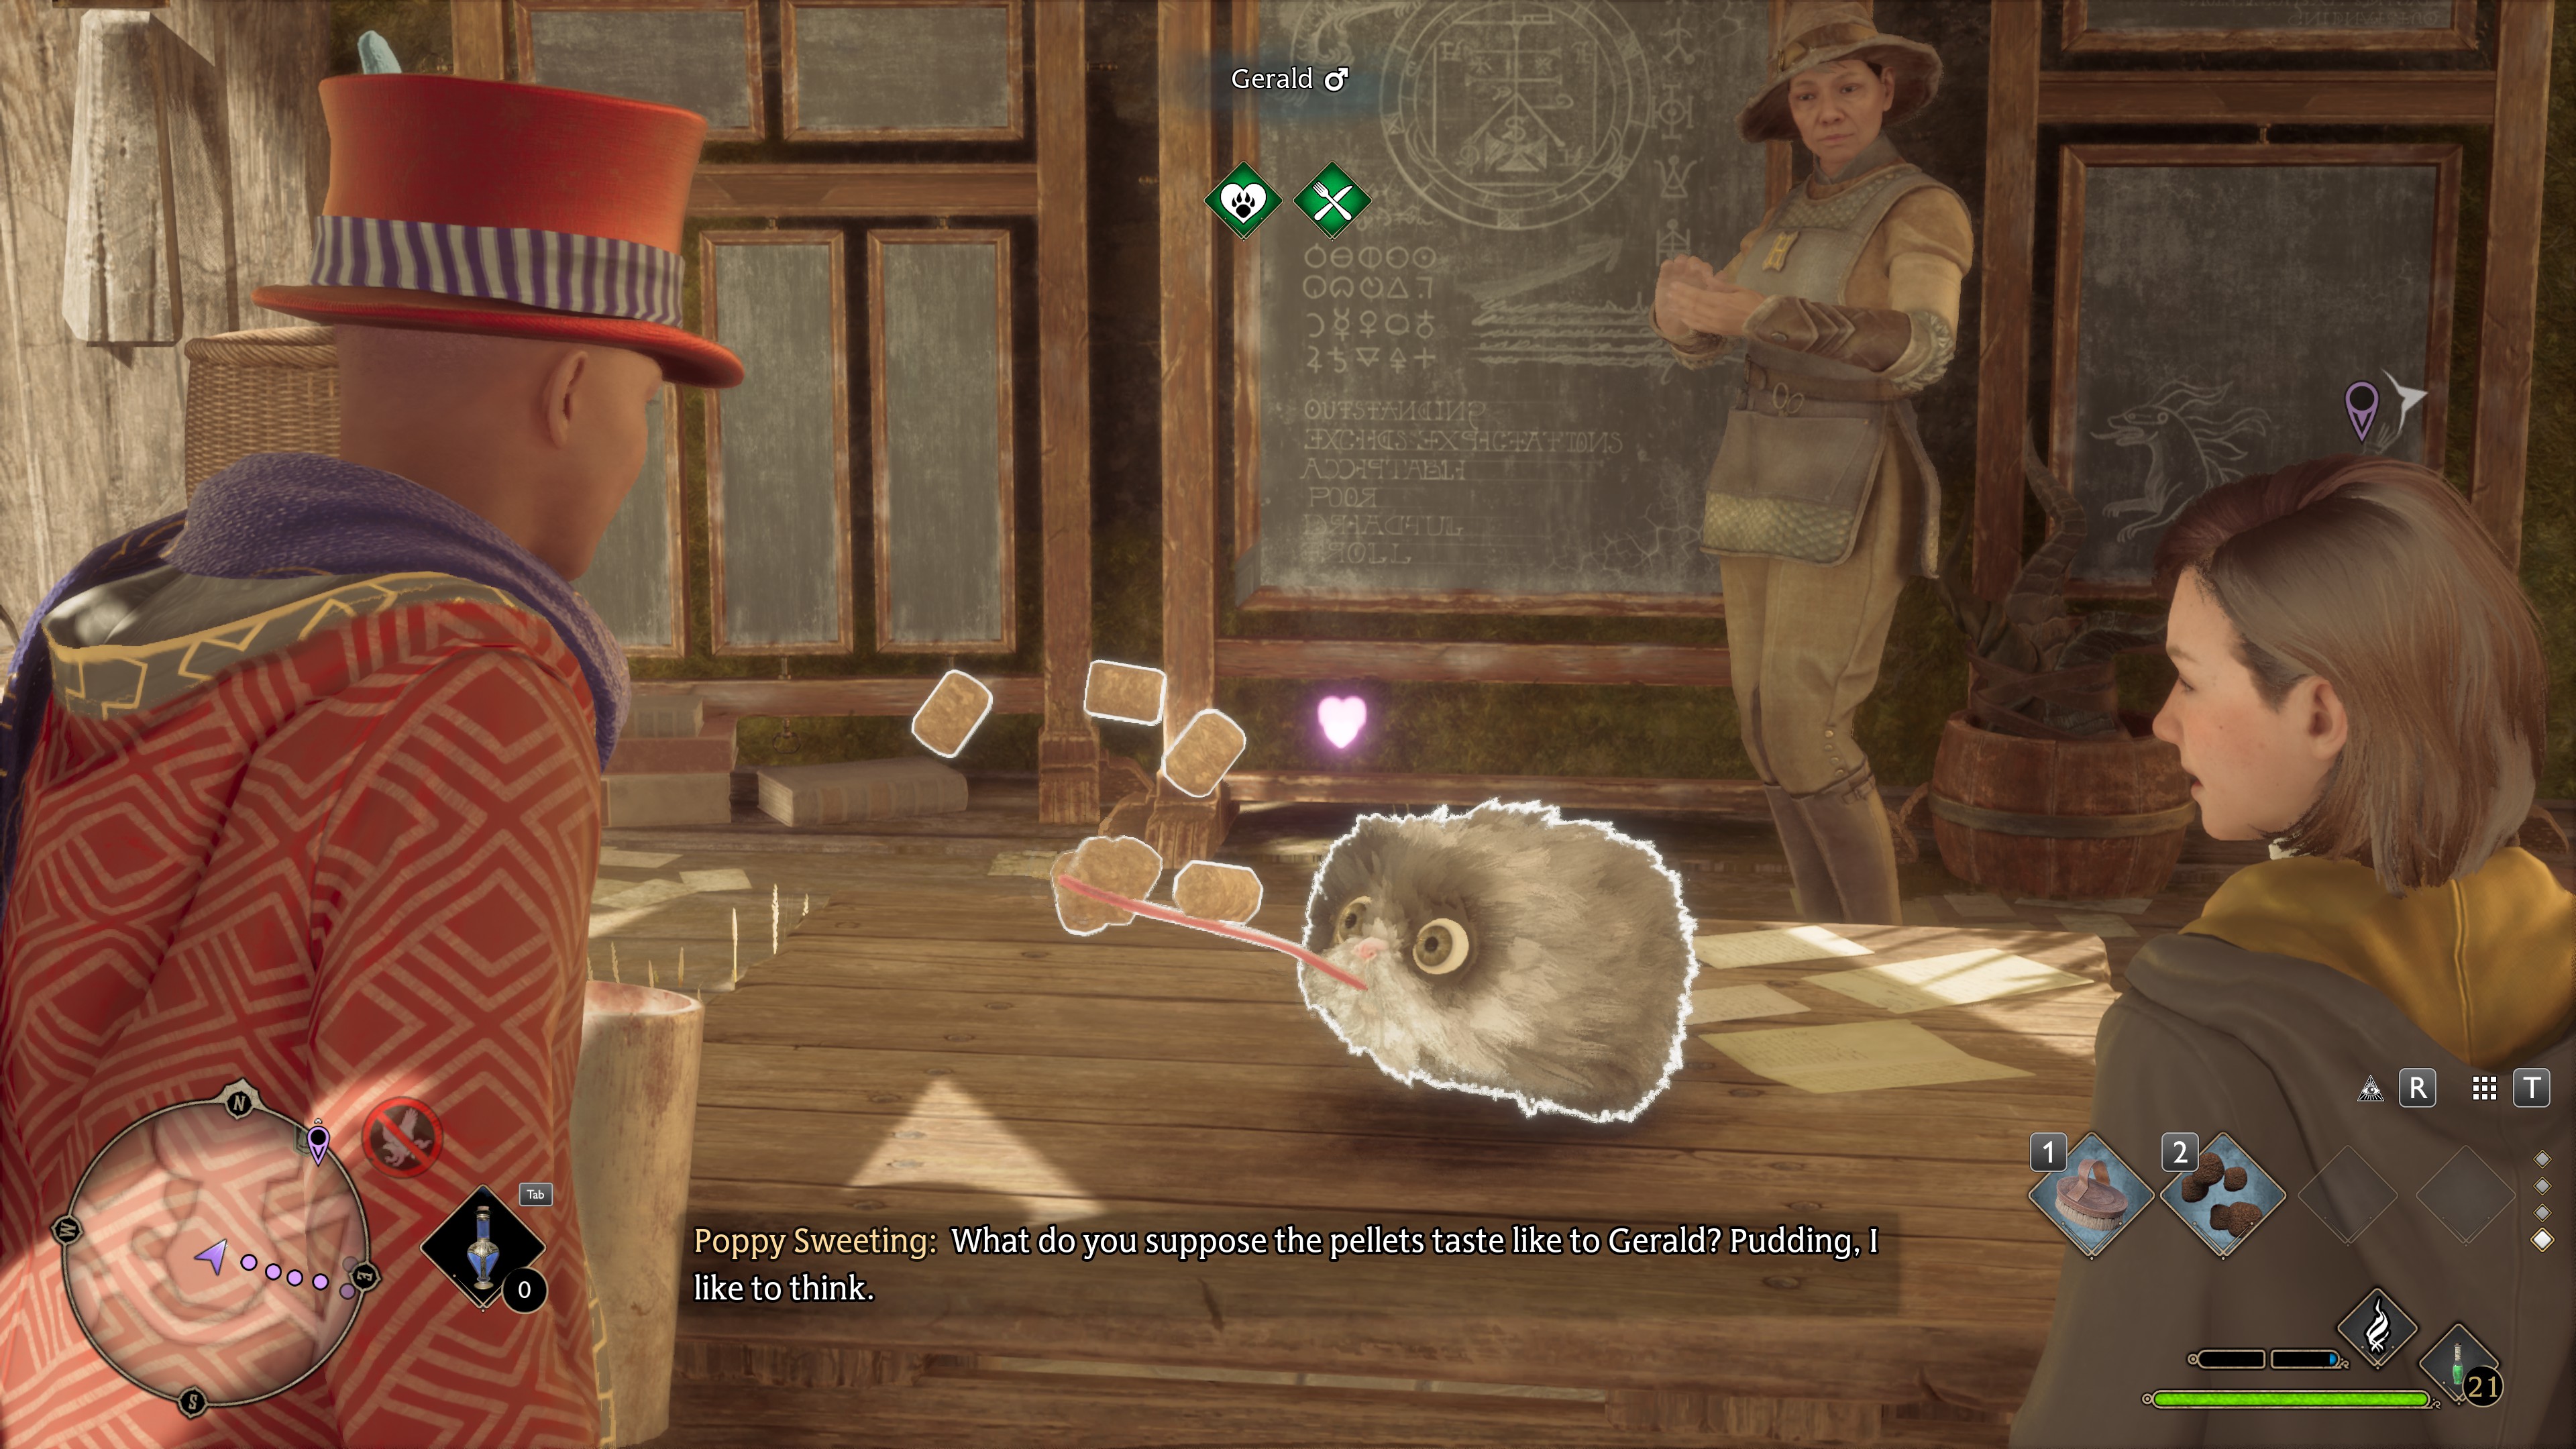 Gerald ♂
OUTSTANDING
EXCEEDS EXPECTATIONS
ACCEPTABLE
POOR
DREADFUL
TROLL
N
W
E
S
R
T
1
2
Tab
0
Poppy Sweeting: What do you suppose the pellets taste like to Gerald? Pudding, I
like to think.
21